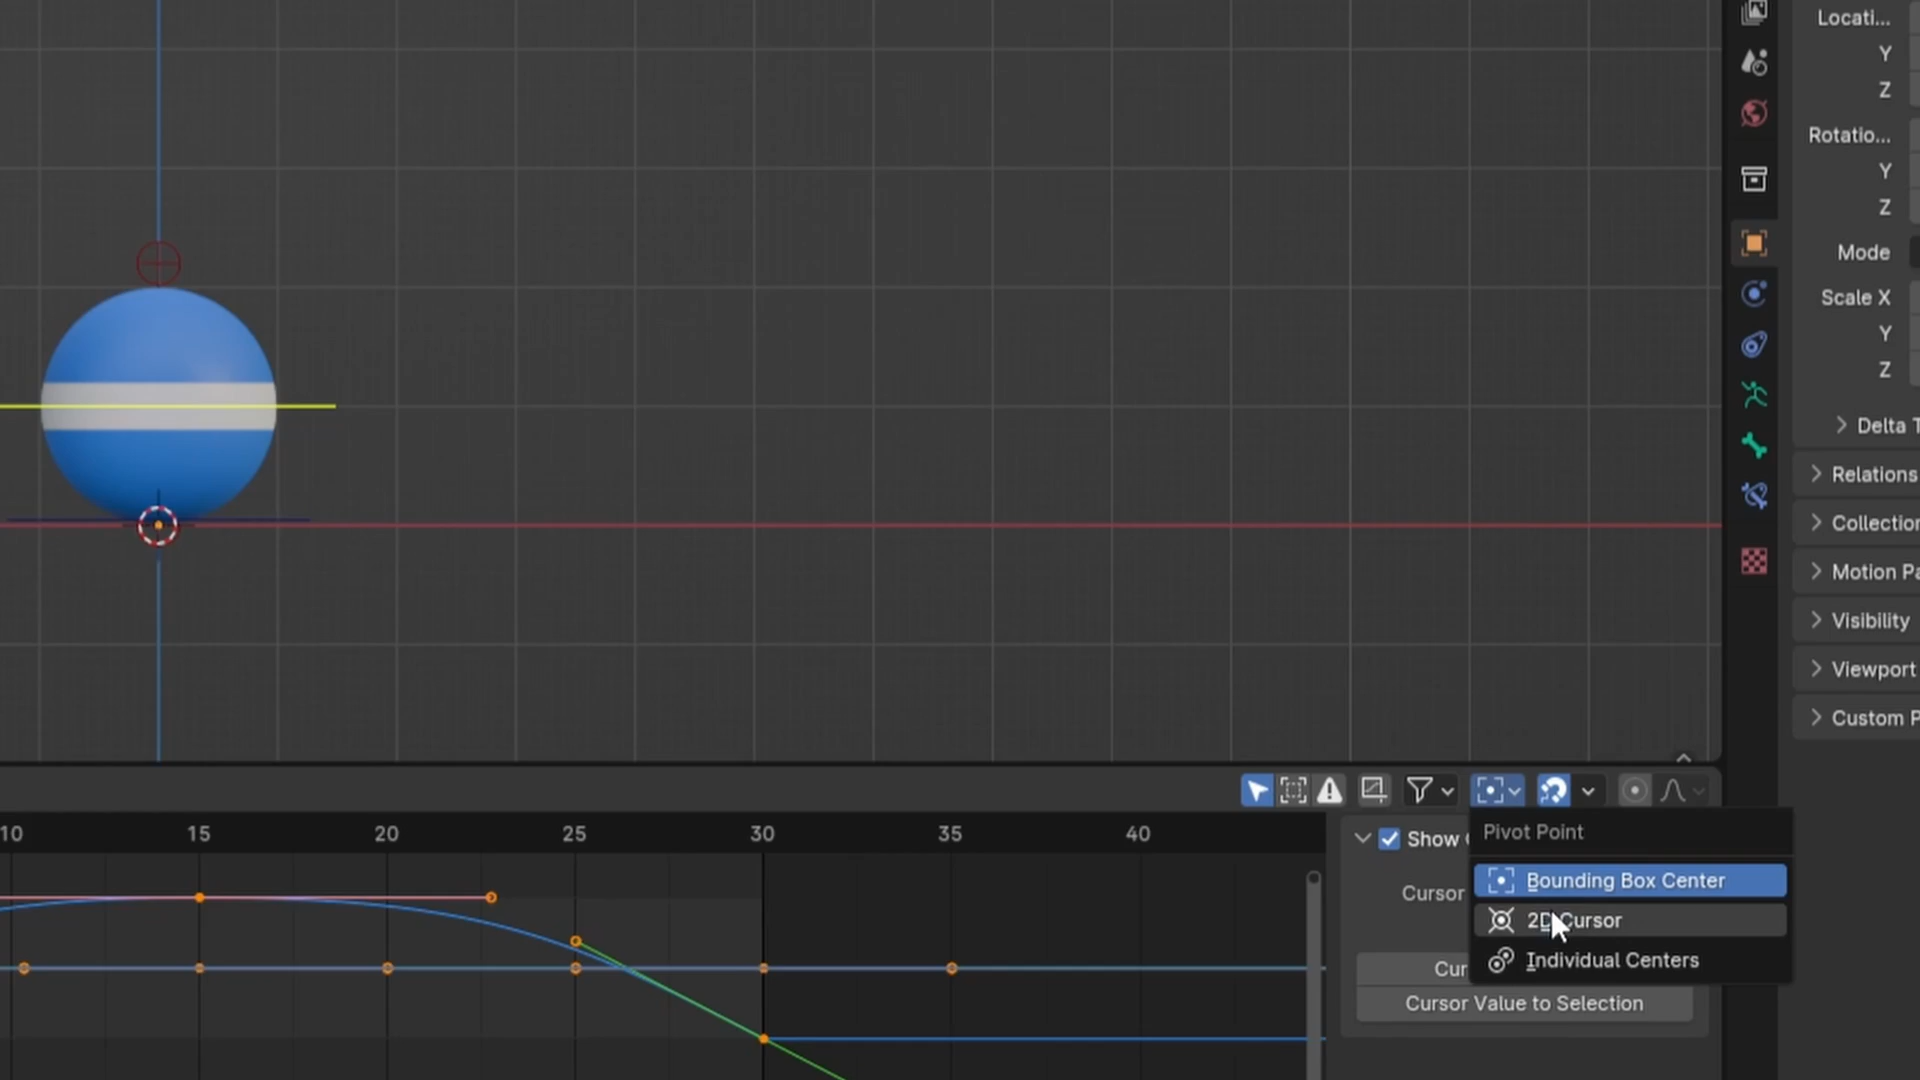 Locati...
Y
Z
Rotatio...
Y
Z
Mode
Scale X
Y
Z
Delta T
Relations
Collection
Motion Pa
Visibility
Viewport
Custom P
10 15 20 25 30 35 40
Show
Cursor
Cur
Cursor Value to Selection
Pivot Point
Bounding Box Center
2D Cursor
Individual Centers